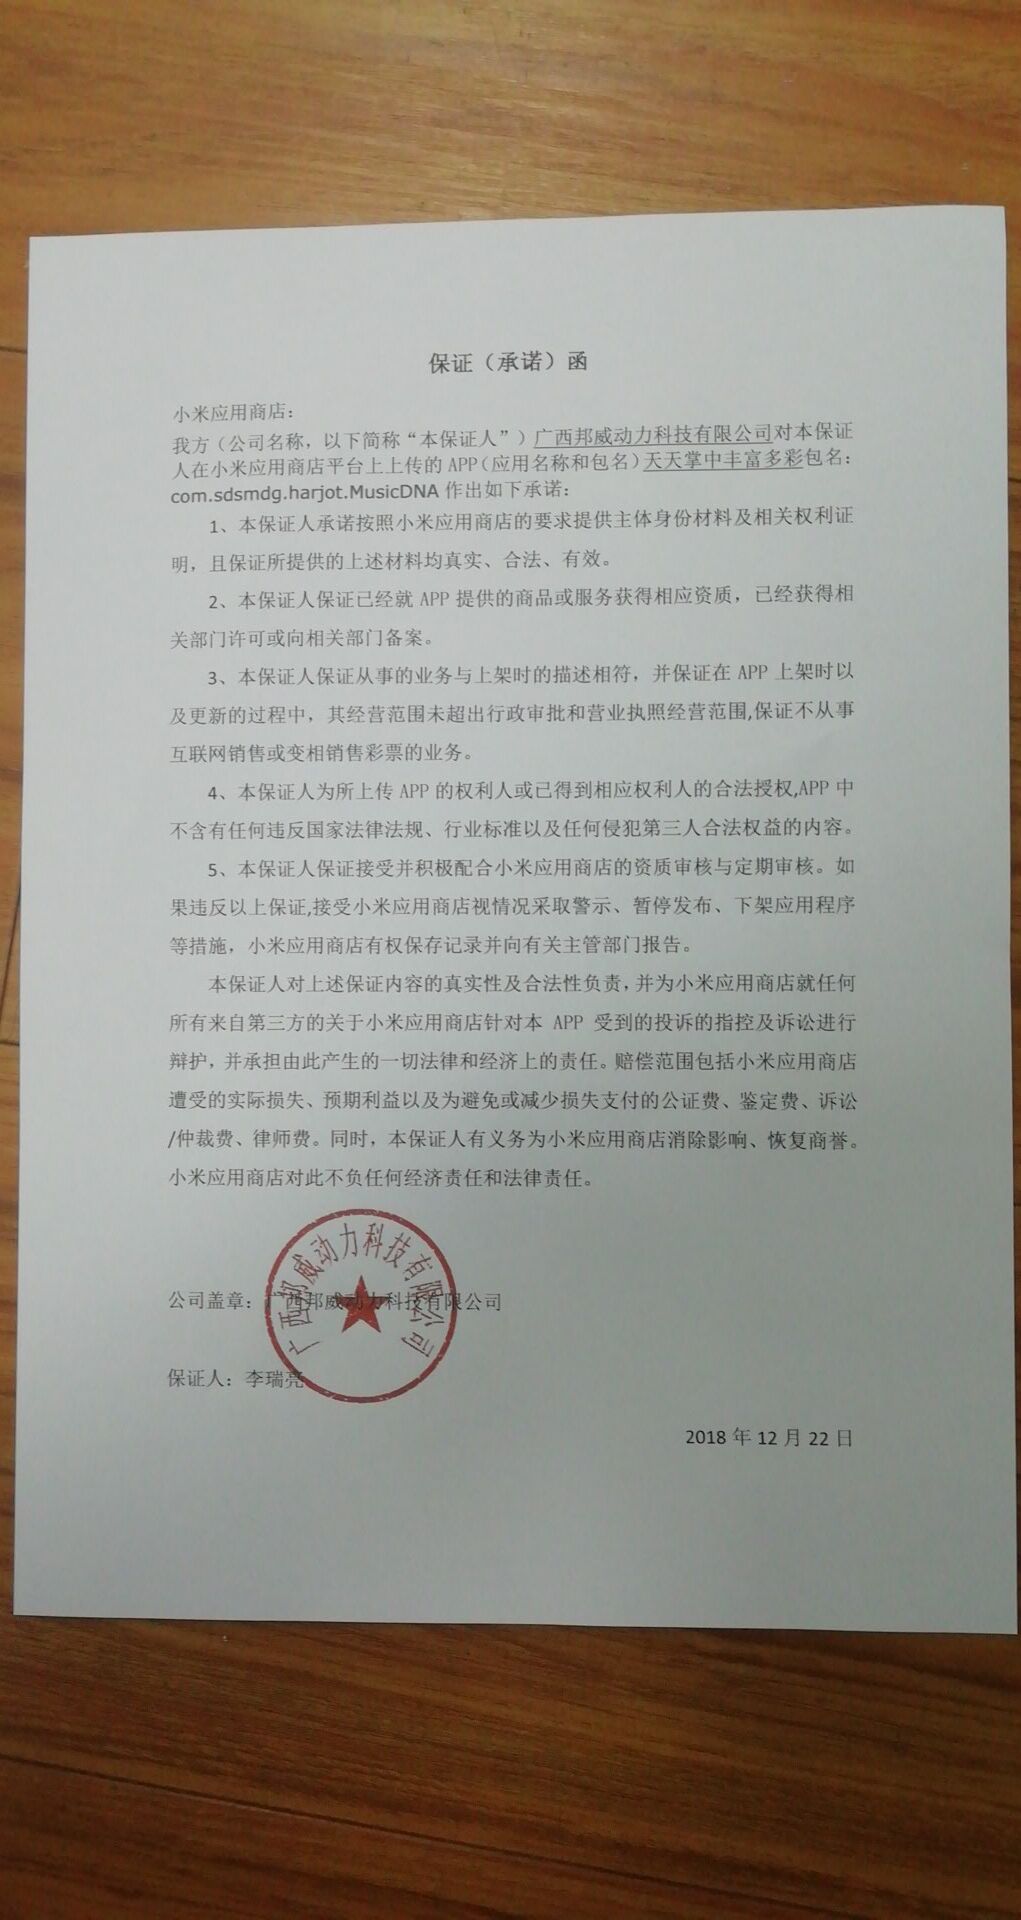 保证（承诺）函
小米应用商店：
我方（公司名称，以下简称“本保证人”）广西邦威动力科技有限公司对本保证
人在小米应用商店平台上上传的 APP（应用名称和包名）天天掌中丰富多彩包名：
com.sdsmdg.harjot.MusicDNA 作出如下承诺：
1、本保证人承诺按照小米应用商店的要求提供主体身份材料及相关权利证
明，且保证所提供的上述材料均真实、合法、有效。
2、本保证人保证已经就 APP 提供的商品或服务获得相应资质，已经获得相
关部门许可或向相关部门备案。
3、本保证人保证从事的业务与上架时的描述相符，并保证在 APP 上架时以
及更新的过程中，其经营范围未超出行政审批和营业执照经营范围,保证不从事
互联网销售或变相销售彩票的业务。
4、本保证人为所上传 APP 的权利人或已得到相应权利人的合法授权,APP 中
不含有任何违反国家法律法规、行业标准以及任何侵犯第三人合法权益的内容。
5、本保证人保证接受并积极配合小米应用商店的资质审核与定期审核。如
果违反以上保证,接受小米应用商店视情况采取警示、暂停发布、下架应用程序
等措施，小米应用商店有权保存记录并向有关主管部门报告。
本保证人对上述保证内容的真实性及合法性负责，并为小米应用商店就任何
所有来自第三方的关于小米应用商店针对本 APP 受到的投诉的指控及诉讼进行
辩护，并承担由此产生的一切法律和经济上的责任。赔偿范围包括小米应用商店
遭受的实际损失、预期利益以及为避免或减少损失支付的公证费、鉴定费、诉讼
/仲裁费、律师费。同时，本保证人有义务为小米应用商店消除影响、恢复商誉。
小米应用商店对此不负任何经济责任和法律责任。
广西邦威动力科技有限公司
公司盖章：广西邦威动力科技有限公司
保证人：李瑞亮
2018 年 12 月 22 日